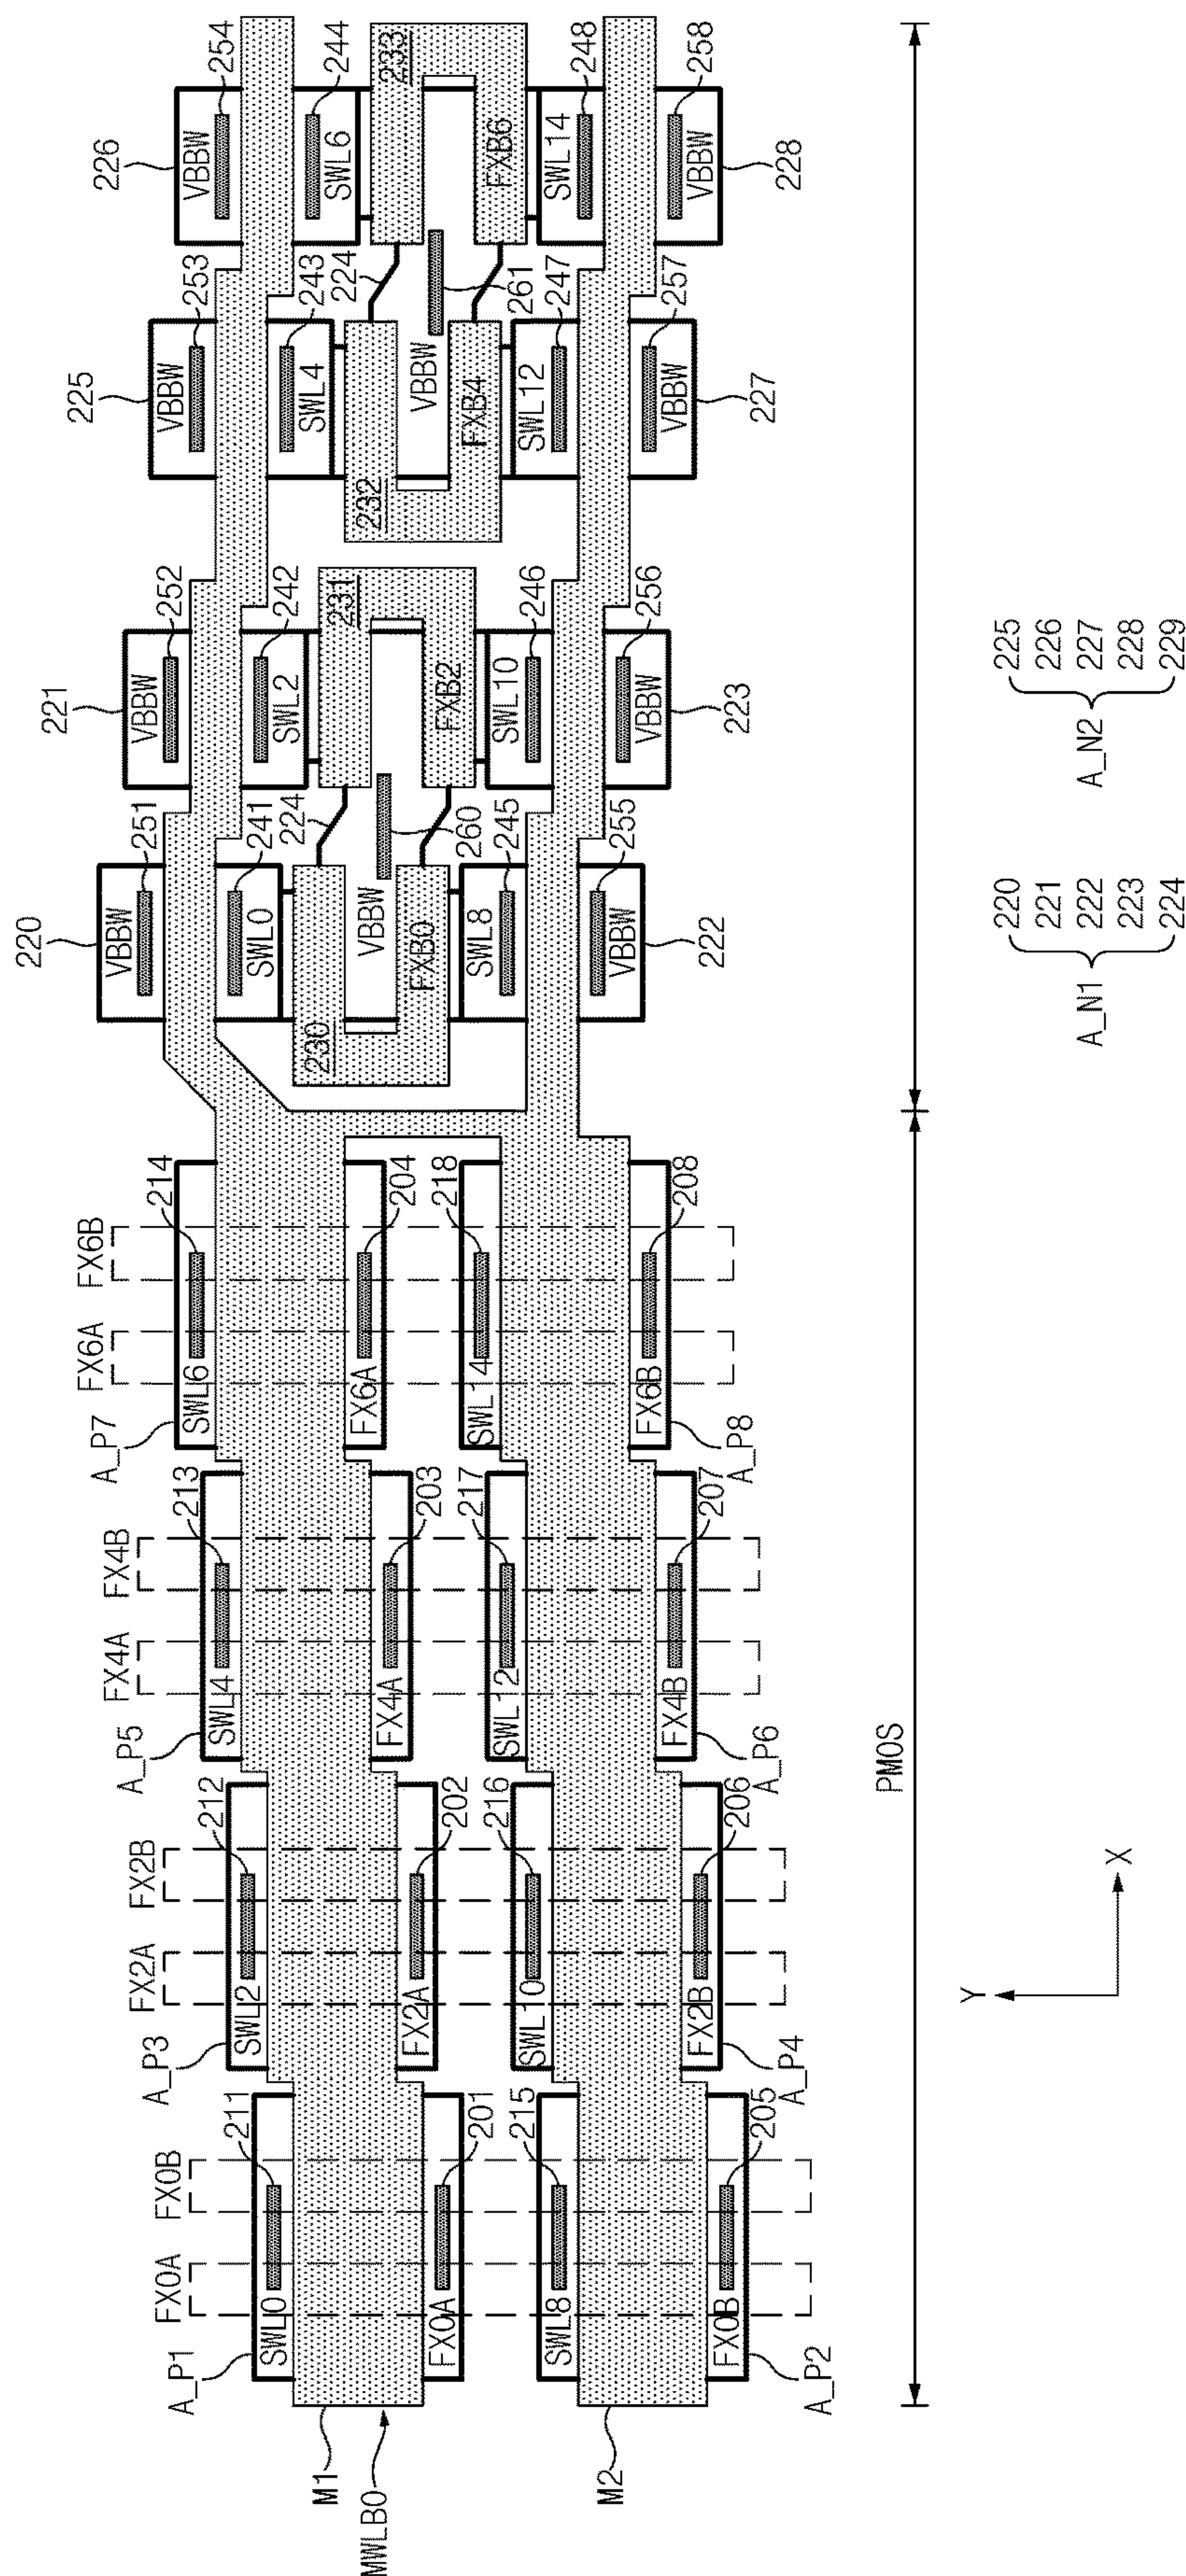 226
VBBW
254
244
SWL6
233
FXB6
SWL14
248
VBBW
258
228
225
VBBW
253
243
SWL4
224
261
VBBW
232
FXB4
SWL12
247
VBBW
257
227
221
VBBW
252
242
SWL2
231
FXB2
SWL10
246
VBBW
256
223
220
VBBW
251
241
SWL0
224
260
VBBW
230
FXB0
SWL8
245
VBBW
255
222
A_N1
220
221
222
223
224
A_N2
225
226
227
228
229
FX6A
FX6B
A_P7
SWL6
214
FX6A
204
SWL14
218
FX6B
208
A_P8
FX4A
FX4B
A_P5
SWL4
213
FX4A
203
SWL12
217
FX4B
207
A_P6
FX2A
FX2B
A_P3
SWL2
212
FX2A
202
SWL10
216
FX2B
206
A_P4
FX0A
FX0B
A_P1
SWL0
211
FX0A
201
SWL8
215
FX0B
205
A_P2
M1
MWLB0
M2
PMOS
Y
X